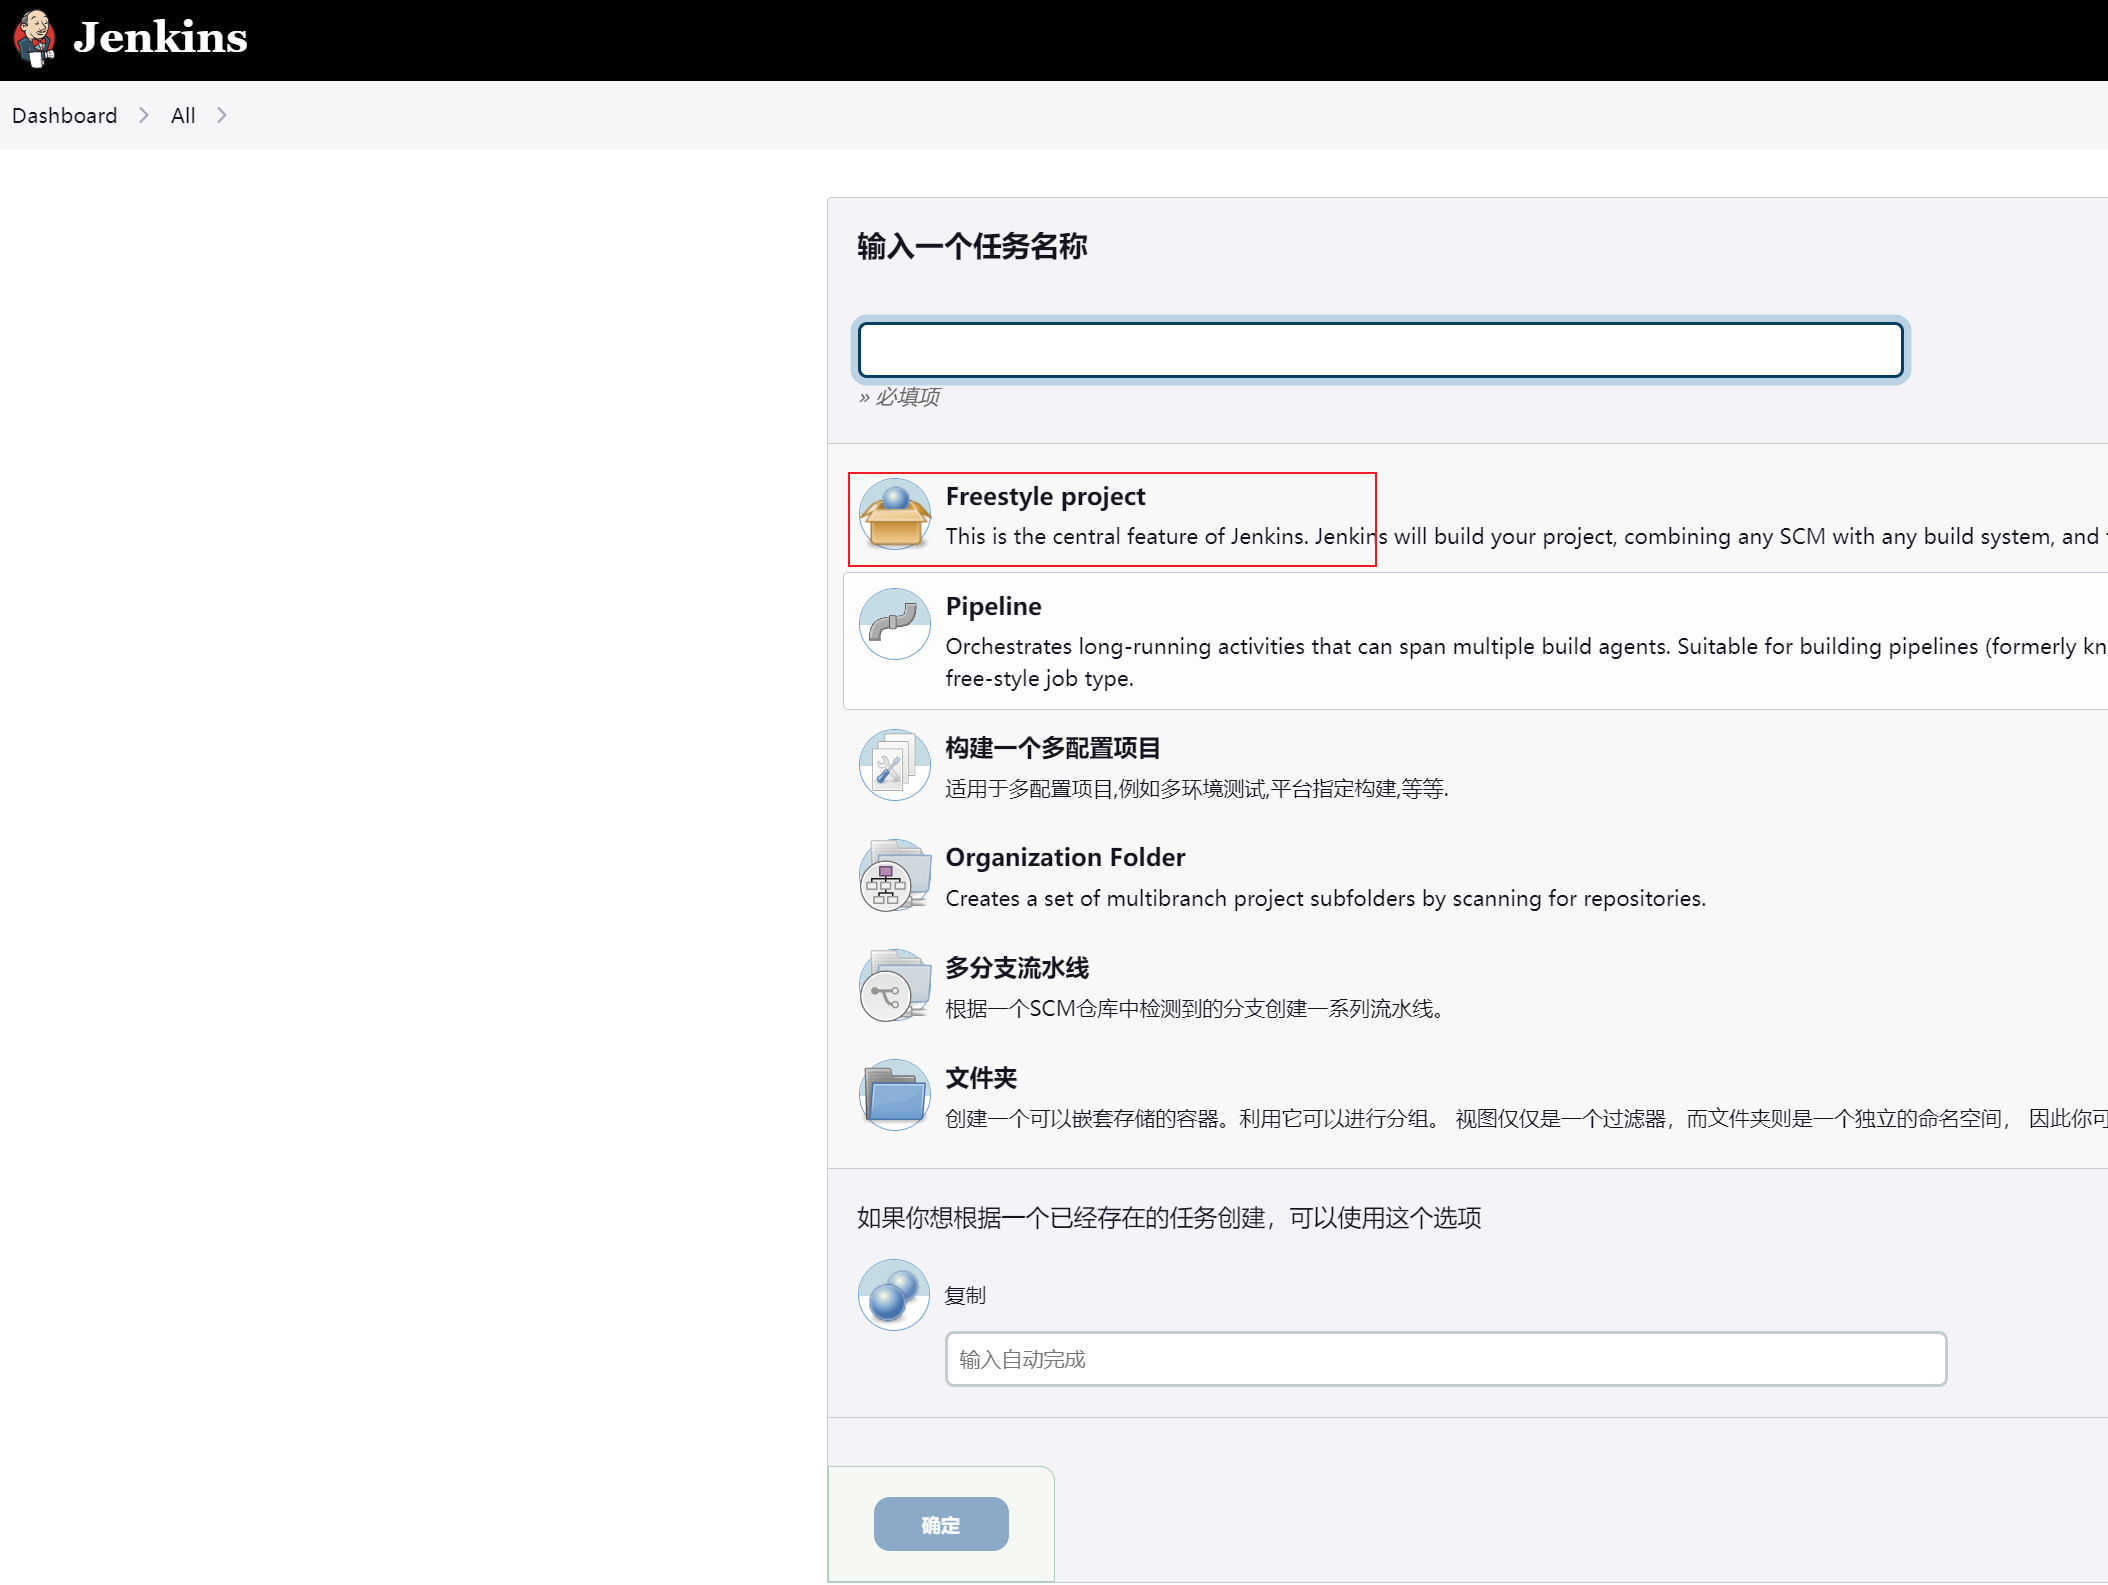 Jenkins
Dashboard
All
输入一个任务名称
» 必填项
Freestyle project
This is the central feature of Jenkins. Jenkins will build your project, combining any SCM with any build system, and
Pipeline
Orchestrates long-running activities that can span multiple build agents. Suitable for building pipelines (formerly kn
free-style job type.
构建一个多配置项目
适用于多配置项目,例如多环境测试,平台指定构建,等等.
Organization Folder
Creates a set of multibranch project subfolders by scanning for repositories.
多分支流水线
根据一个SCM仓库中检测到的分支创建一系列流水线。
文件夹
创建一个可以嵌套存储的容器。利用它可以进行分组。 视图仅仅是一个过滤器，而文件夹则是一个独立的命名空间， 因此你可
如果你想根据一个已经存在的任务创建，可以使用这个选项
复制
输入自动完成
确定